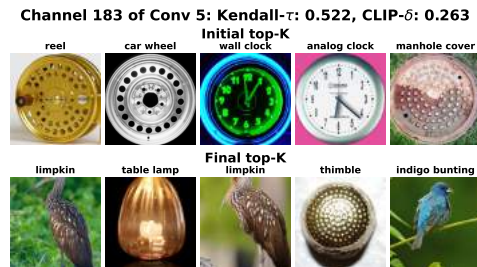 Channel 183 of Conv 5: Kendall-τ: 0.522, CLIP-δ: 0.263
Initial top-K
reel car wheel wall clock analog clock manhole cover
Final top-K
limpkin table lamp limpkin thimble indigo bunting